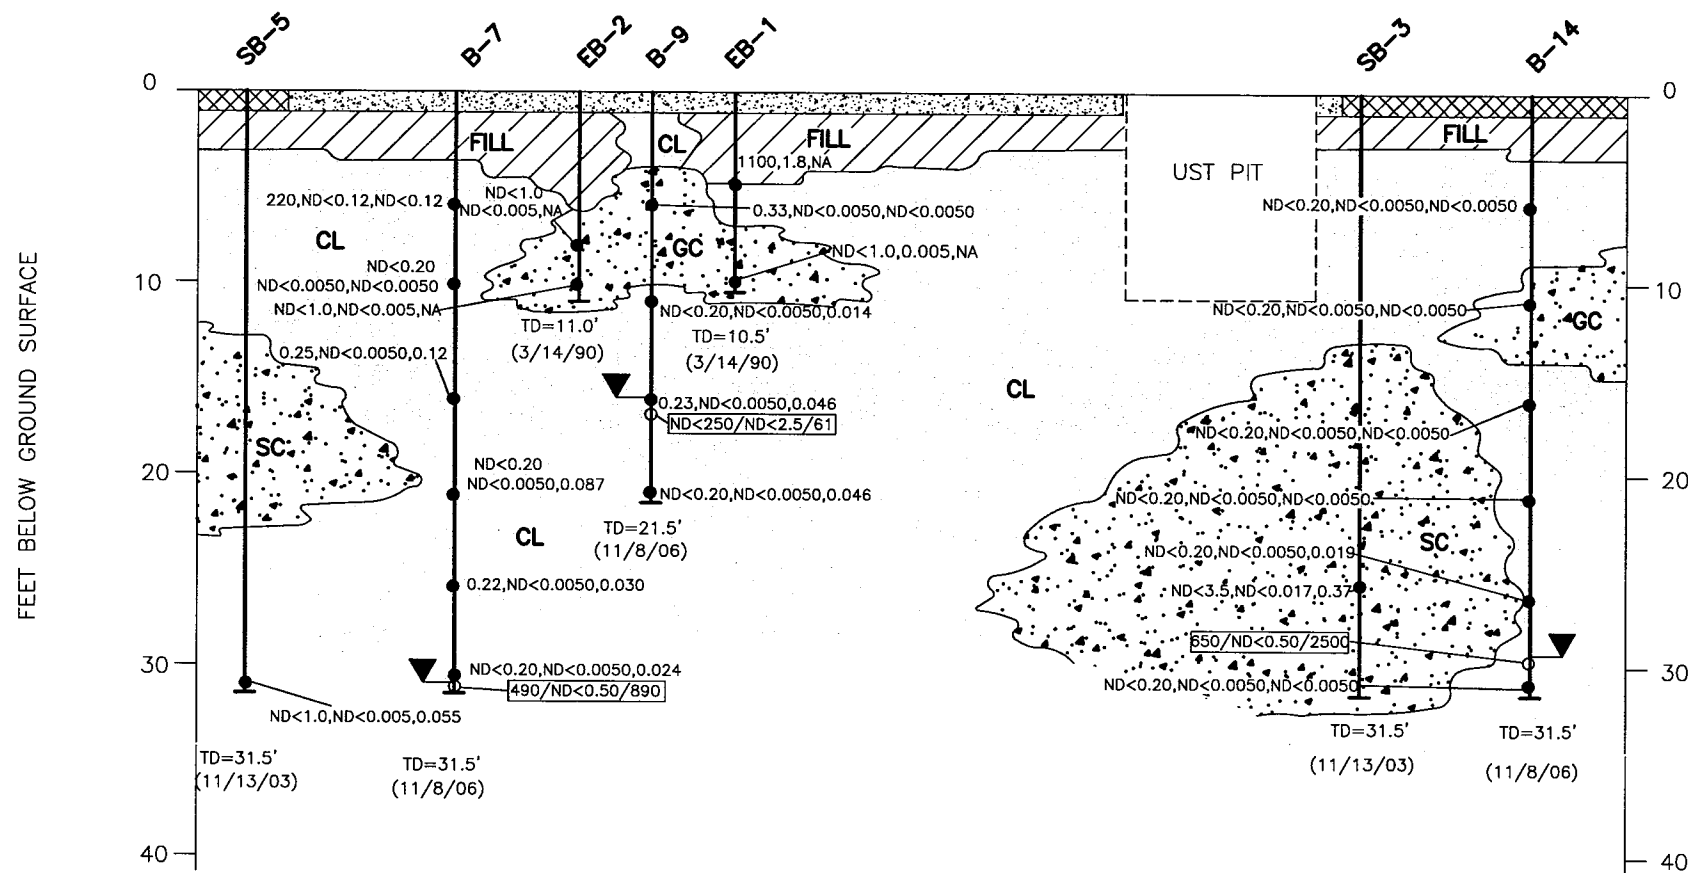 SB-5
B-7
EB-2
B-9
EB-1
SB-3
B-14
0
0
FILL
CL
FILL
FILL
1100,1.8,NA
UST PIT
ND<1.0
ND<0.005,NA
220,ND<0.12,ND<0.12
0.33,ND<0.0050,ND<0.0050
ND<0.20,ND<0.0050,ND<0.0050
CL
GC
ND<1.0,0.005,NA
FEET BELOW GROUND SURFACE
ND<0.20
ND<0.0050,ND<0.0050
10
10
ND<1.0,ND<0.005,NA
ND<0.20,ND<0.0050,0.014
ND<0.20,ND<0.0050,ND<0.0050
GC
TD=11.0'
(3/14/90)
TD=10.5'
(3/14/90)
0.25,ND<0.0050,0.12
CL
0.23,ND<0.0050,0.046
ND<250/ND<2.5/61
ND<0.20,ND<0.0050,ND<0.0050
SC
20
20
ND<0.20
ND<0.0050,0.087
ND<0.20,ND<0.0050,0.046
ND<0.20,ND<0.0050,ND<0.0050
TD=21.5'
(11/8/06)
CL
SC
ND<0.20,ND<0.0050,0.019
0.22,ND<0.0050,0.030
ND<3.5,ND<0.017,0.37
650/ND<0.50/2500
30
30
ND<0.20,ND<0.0050,0.024
490/ND<0.50/890
ND<0.20,ND<0.0050,ND<0.0050
ND<1.0,ND<0.005,0.055
TD=31.5'
(11/13/03)
TD=31.5'
(11/8/06)
TD=31.5'
(11/13/03)
TD=31.5'
(11/8/06)
40
40